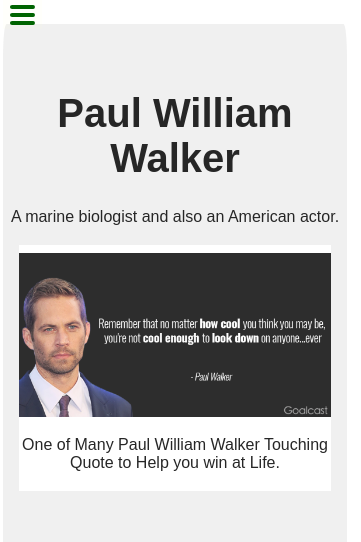 Paul William
Walker
A marine biologist and also an American actor.
Remember that no matter how cool you think you may be,
you're not cool enough to look down on anyone...ever
- Paul Walker
Goalcast
One of Many Paul William Walker Touching
Quote to Help you win at Life.